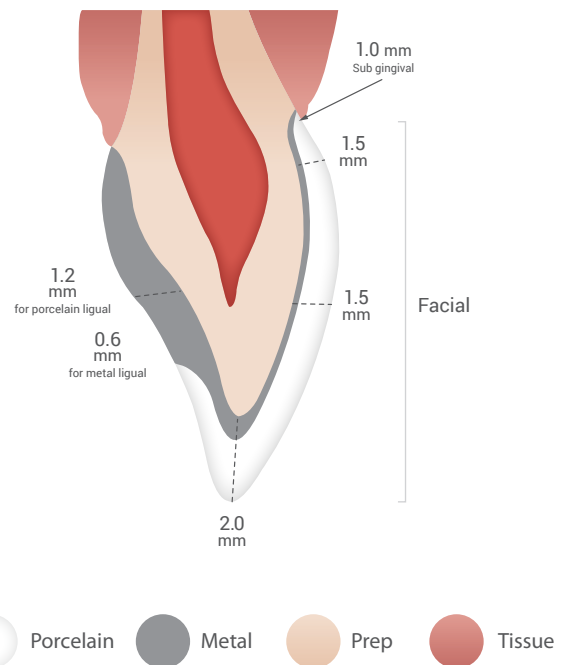 1.0 mm
Sub gingival
1.5
mm
1.2
mm
for porcelain ligual
1.5
mm
Facial
0.6
mm
for metal ligual
2.0
mm
Porcelain
Metal
Prep
Tissue